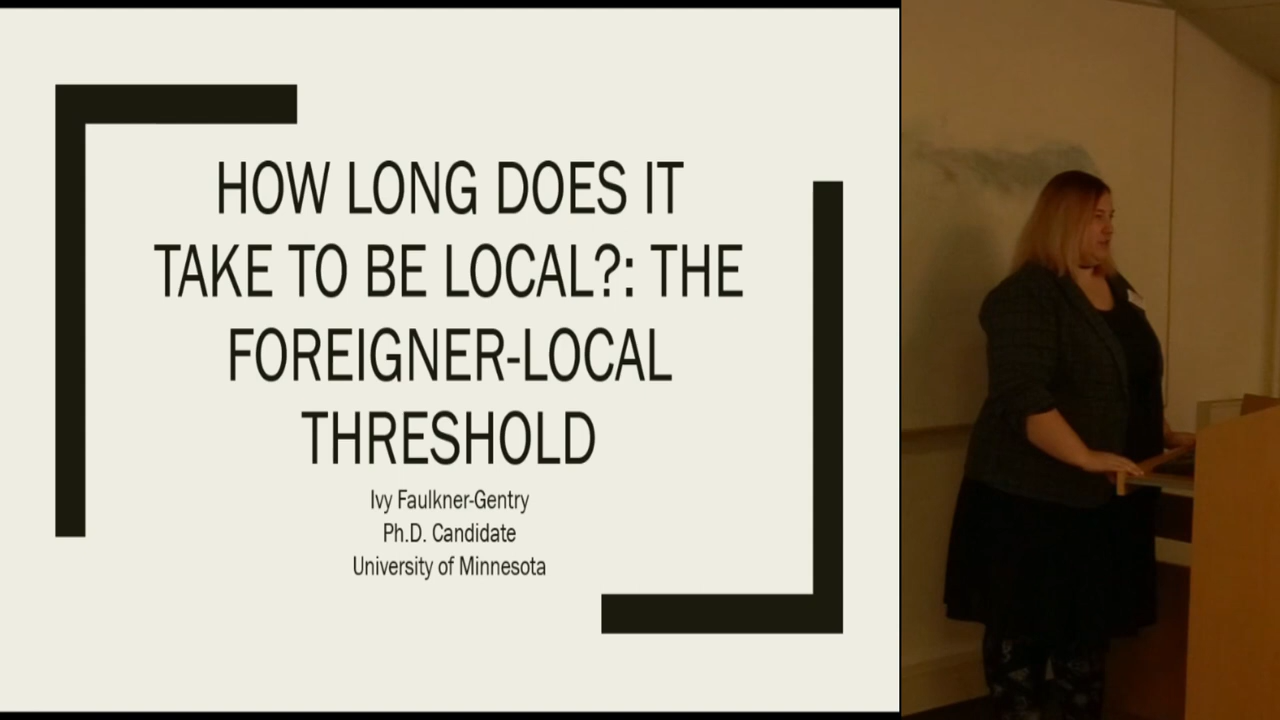 HOW LONG DOES IT
TAKE TO BE LOCAL?: THE
FOREIGNER-LOCAL
THRESHOLD
Ivy Faulkner-Gentry
Ph.D. Candidate
University of Minnesota